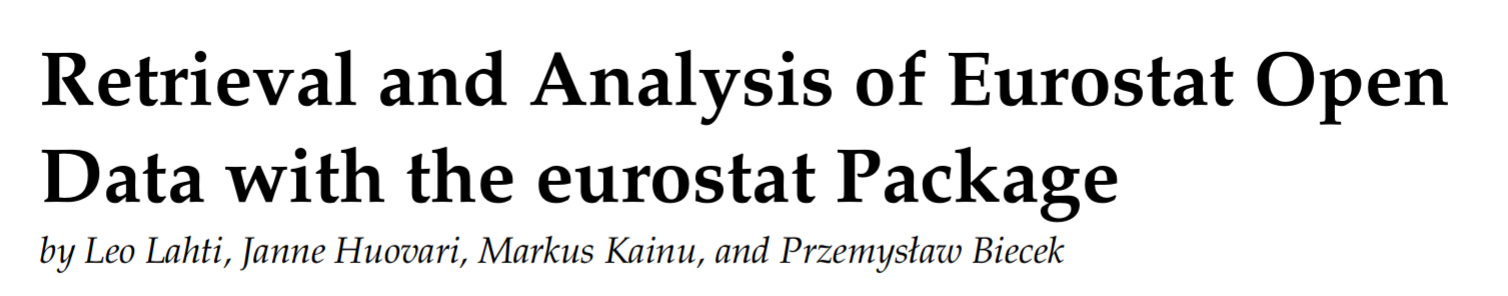 Retrieval and Analysis of Eurostat Open
Data with the eurostat Package
by Leo Lahti, Janne Huovari, Markus Kainu, and Przemysław Biecek